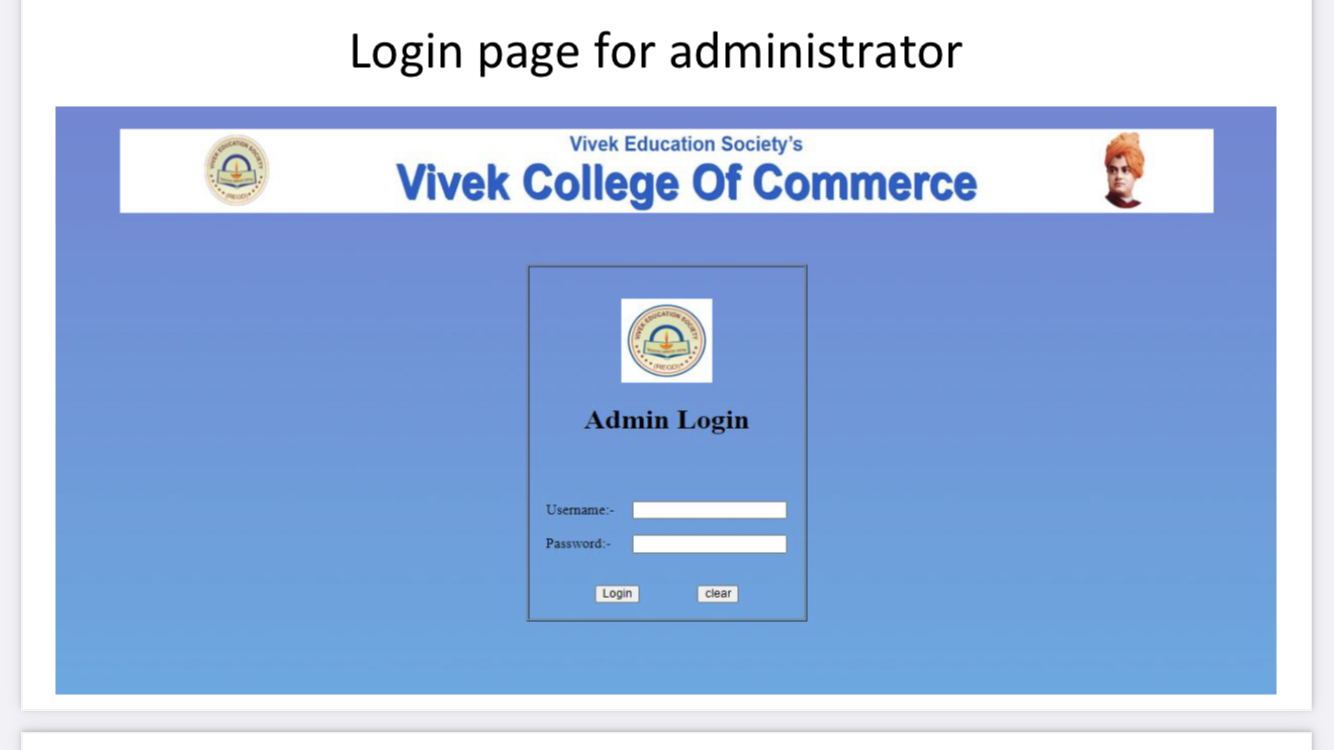 Login page for administrator
Vivek Education Society's
Vivek College Of Commerce
VIVEK EDUCATION SOCIETY
(REGD)
VIVEK EDUCATION SOCIETY
(REGD)
Admin Login
Username:-
Password:-
Login clear